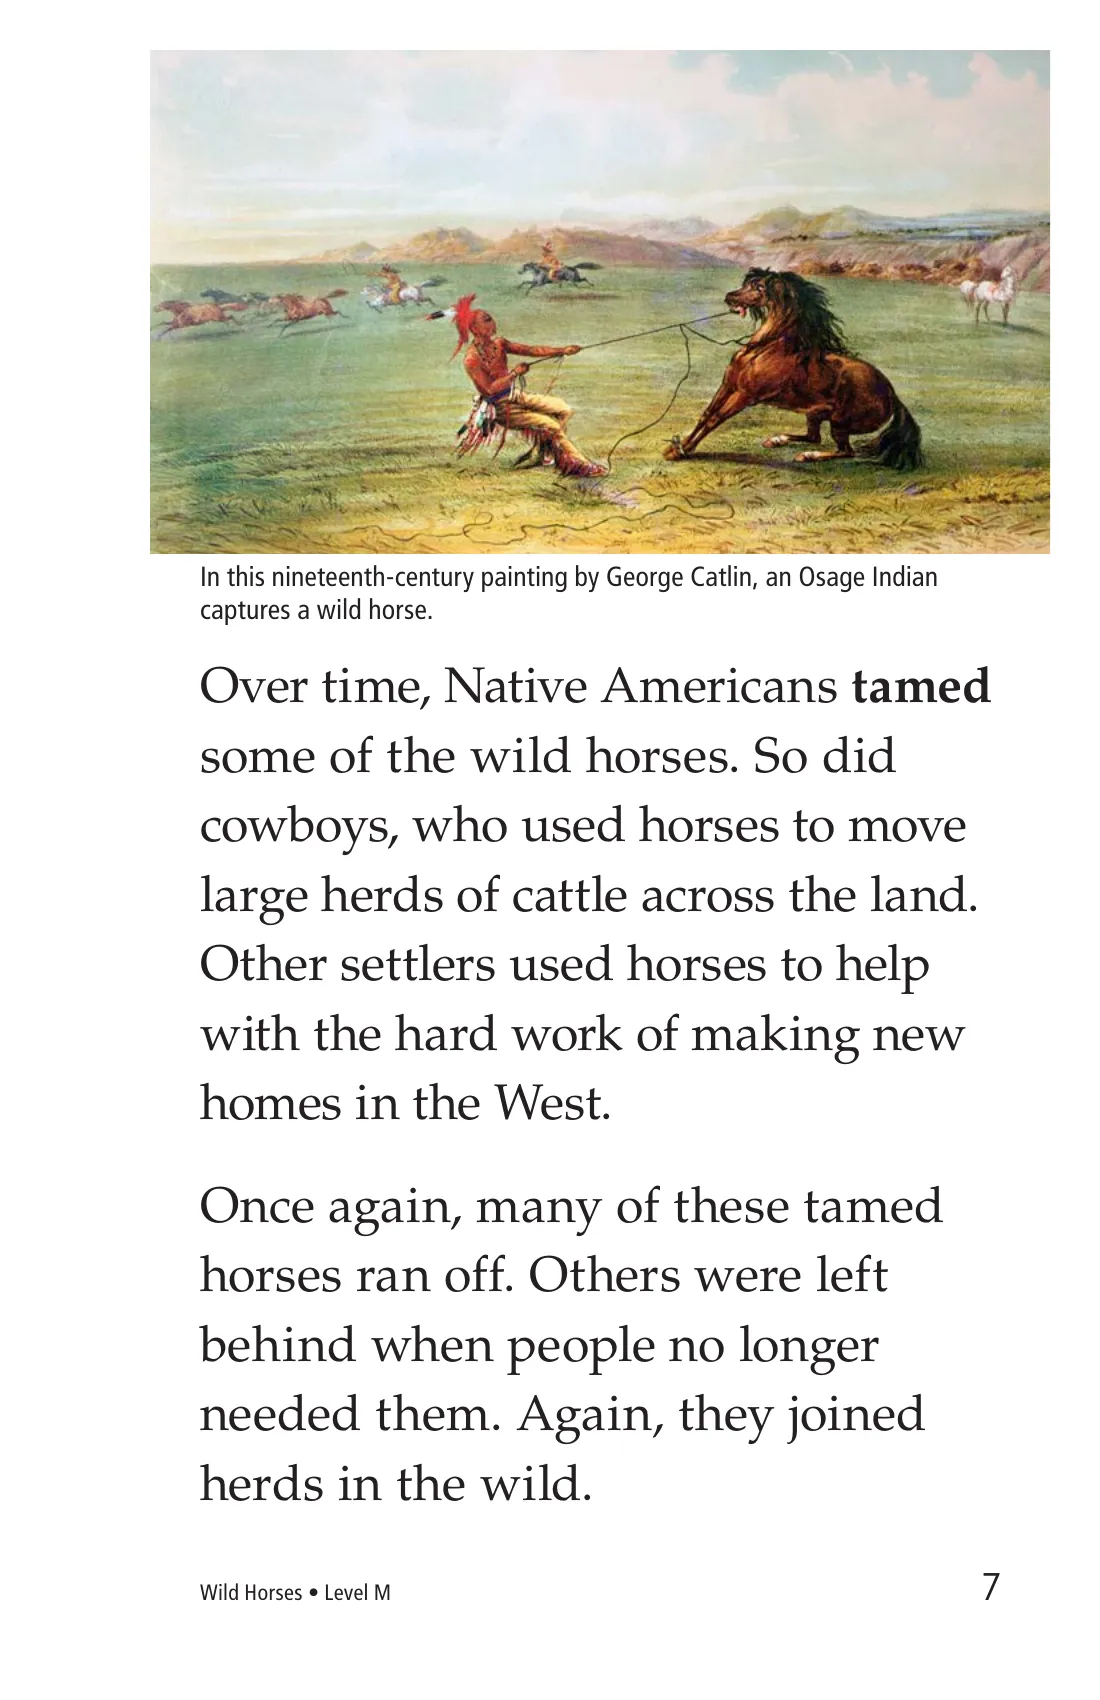 In this nineteenth-century painting by George Catlin, an Osage Indian
captures a wild horse.
Over time, Native Americans tamed
some of the wild horses. So did
cowboys, who used horses to move
large herds of cattle across the land.
Other settlers used horses to help
with the hard work of making new
homes in the West.
Once again, many of these tamed
horses ran off. Others were left
behind when people no longer
needed them. Again, they joined
herds in the wild.
Wild Horses • Level M
7